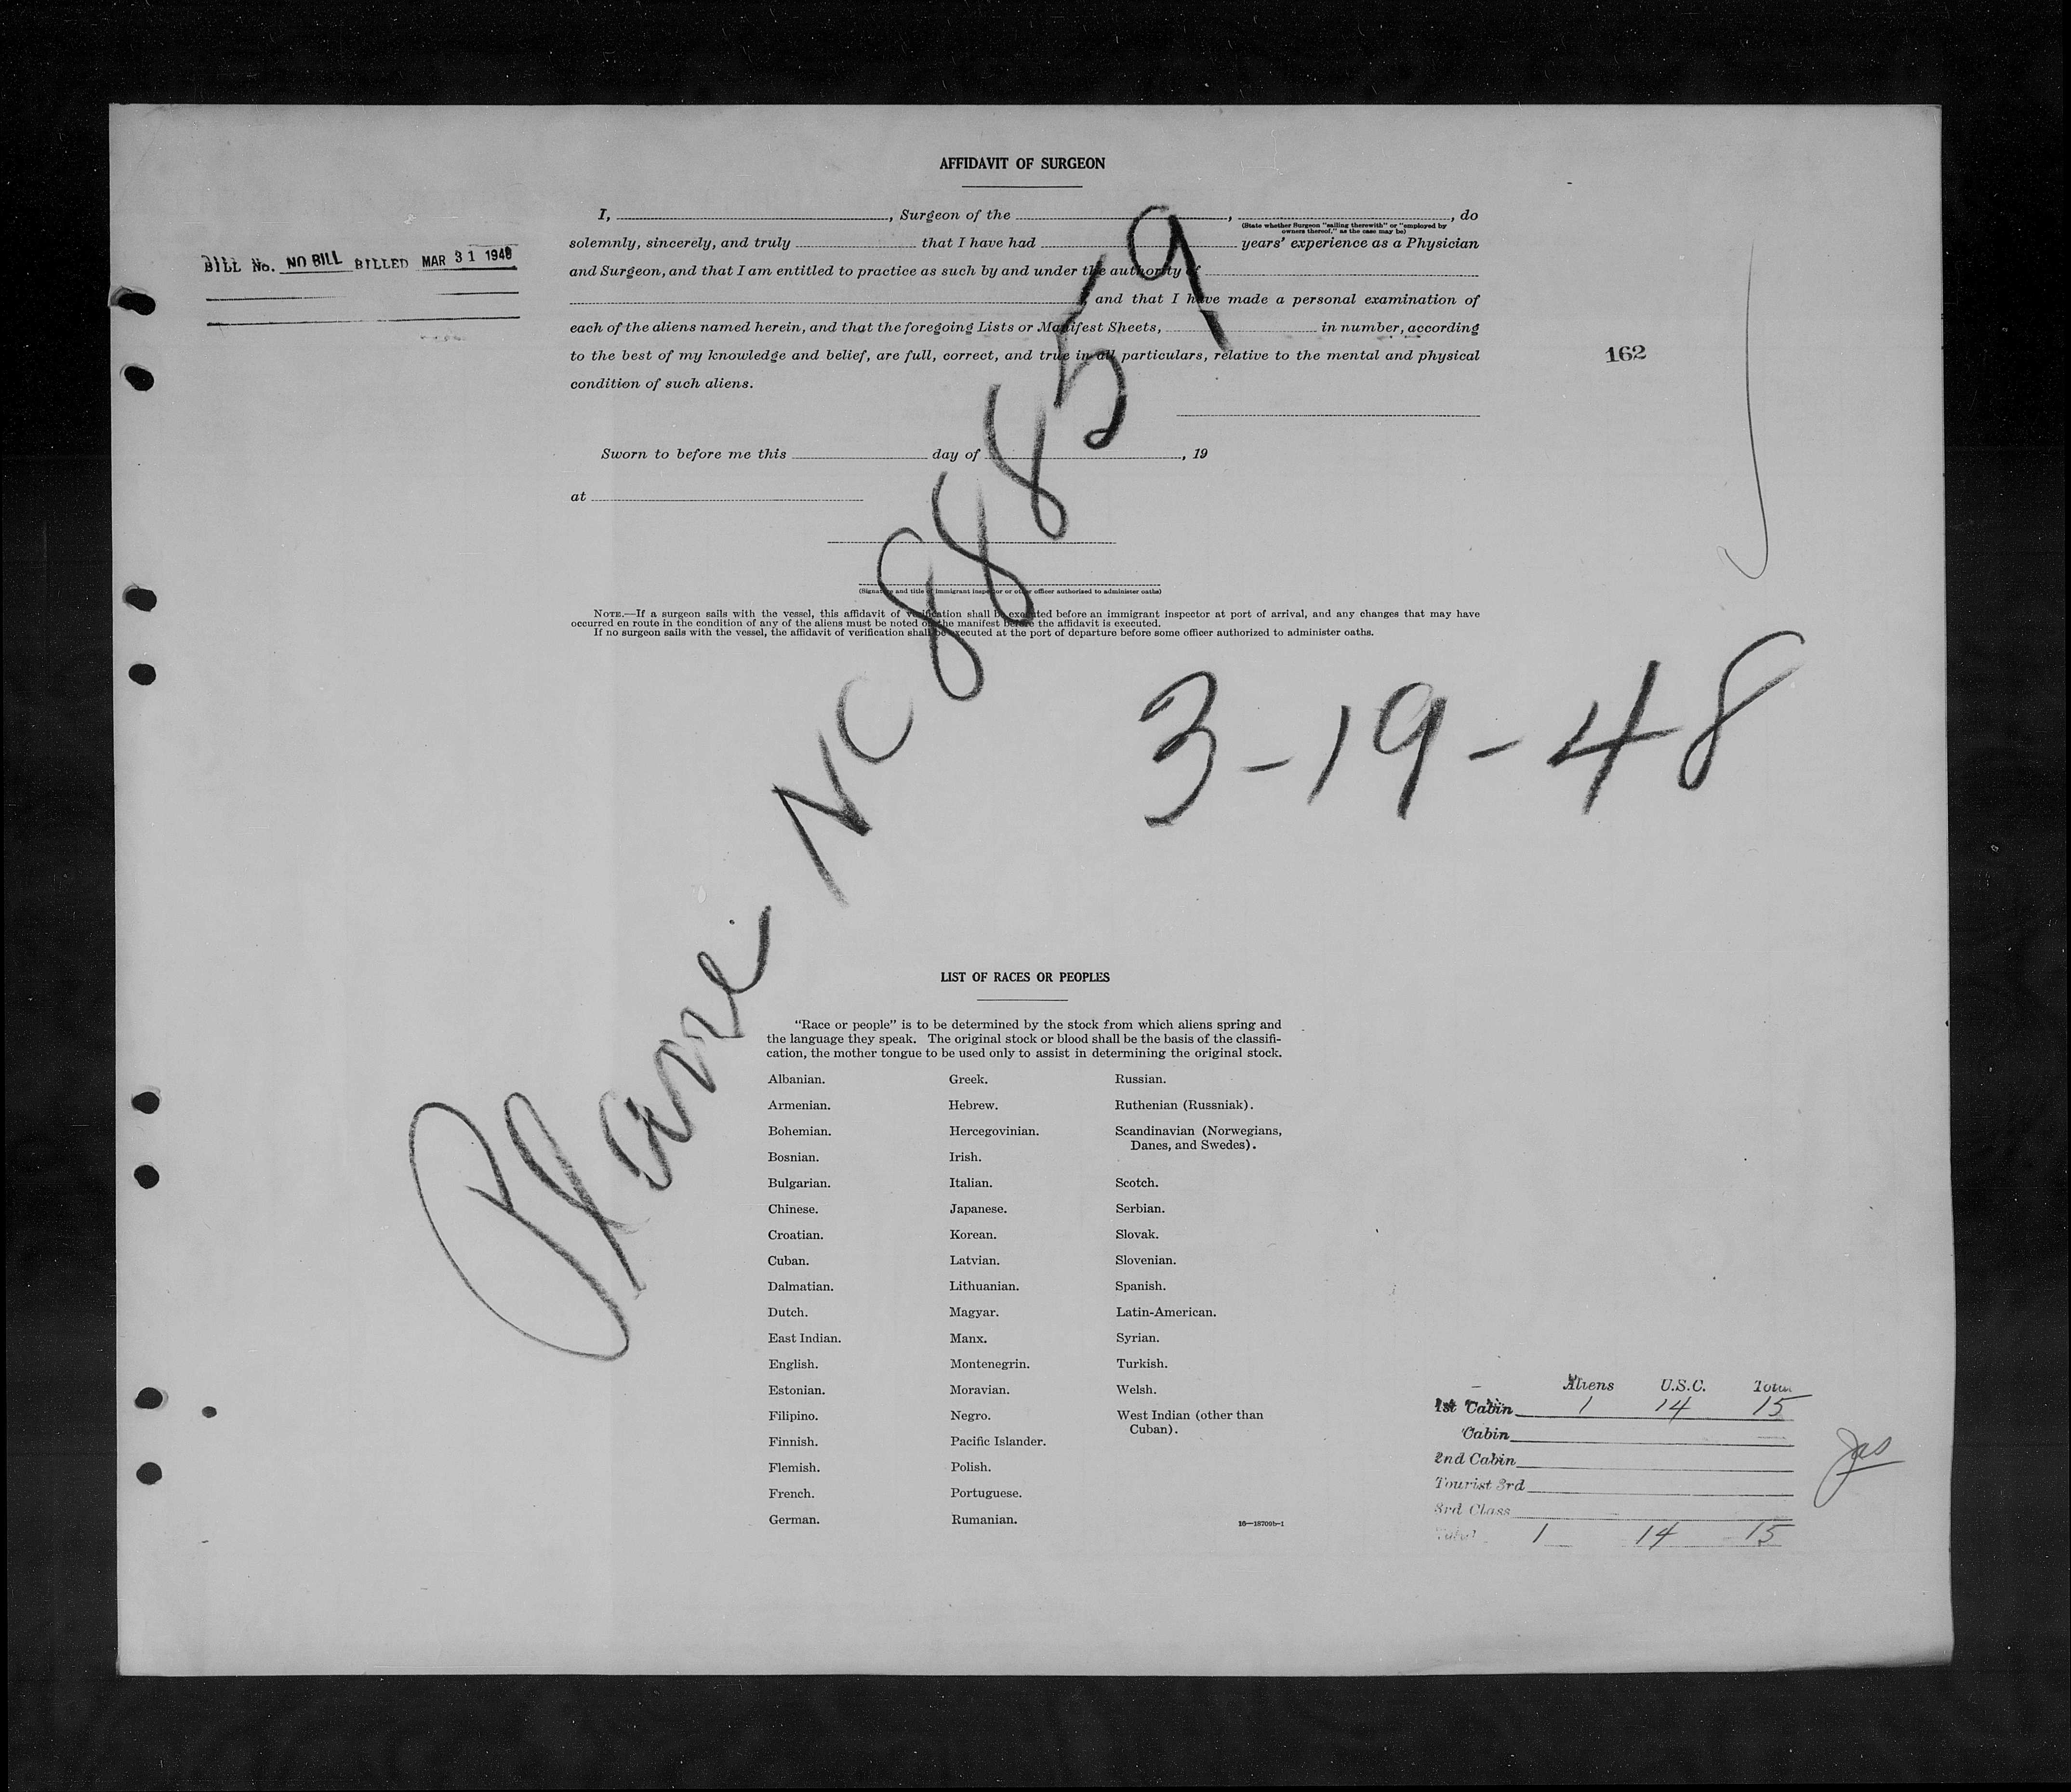 AFFIDAVIT OF SURGEON
I, , Surgeon of the , , do
(State whether Surgeon "sailing therewith" or "employed by
owners thereof," as the case may be)
solemnly, sincerely, and truly that I have had years' experience as a Physician
and Surgeon, and that I am entitled to practice as such by and under the authority of
, and that I have made a personal examination of
each of the aliens named herein, and that the foregoing Lists or Manifest Sheets, in number, according
to the best of my knowledge and belief, are full, correct, and true in all particulars, relative to the mental and physical
condition of such aliens.
BILL No. NO BILL BILLED MAR 31 1948
162
Sworn to before me this day of , 19
at
(Signature and title of immigrant inspector or other officer authorized to administer oaths)
NOTE.—If a surgeon sails with the vessel, this affidavit of verification shall be executed before an immigrant inspector at port of arrival, and any changes that may have
occurred en route in the condition of any of the aliens must be noted on the manifest before the affidavit is executed.
If no surgeon sails with the vessel, the affidavit of verification shall be executed at the port of departure before some officer authorized to administer oaths.
Plane NC 88859
3-19-48
LIST OF RACES OR PEOPLES
"Race or people" is to be determined by the stock from which aliens spring and
the language they speak. The original stock or blood shall be the basis of the classifi-
cation, the mother tongue to be used only to assist in determining the original stock.
Albanian. Greek. Russian.
Armenian. Hebrew. Ruthenian (Russniak).
Bohemian. Hercegovinian. Scandinavian (Norwegians,
Danes, and Swedes).
Bosnian. Irish.
Bulgarian. Italian. Scotch.
Chinese. Japanese. Serbian.
Croatian. Korean. Slovak.
Cuban. Latvian. Slovenian.
Dalmatian. Lithuanian. Spanish.
Dutch. Magyar. Latin-American.
East Indian. Manx. Syrian.
English. Montenegrin. Turkish.
Estonian. Moravian. Welsh.
Filipino. Negro. West Indian (other than
Cuban).
Finnish. Pacific Islander.
Flemish. Polish.
French. Portuguese.
German. Rumanian.
16—18709b-1
Aliens U.S.C. Total
1st Cabin 1 14 15
Cabin
2nd Cabin
Tourist 3rd
3rd Class
Total 1 14 15